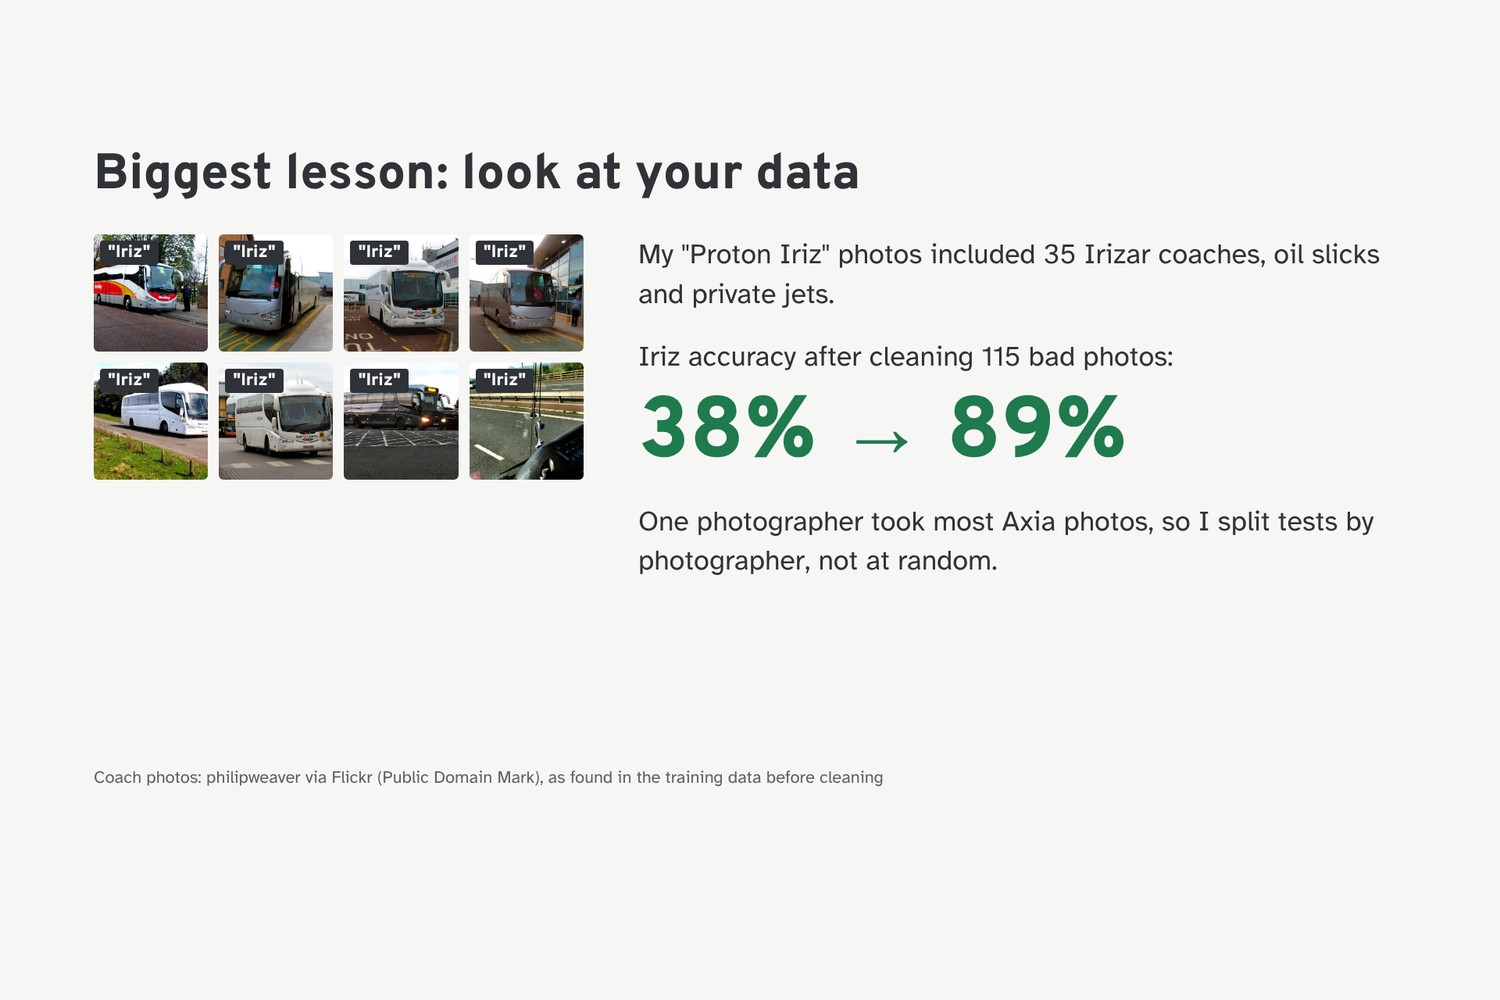 Biggest lesson: look at your data
"Iriz" "Iriz" "Iriz" "Iriz"
"Iriz" "Iriz" "Iriz" "Iriz"
My "Proton Iriz" photos included 35 Irizar coaches, oil slicks
and private jets.
Iriz accuracy after cleaning 115 bad photos:
38% → 89%
One photographer took most Axia photos, so I split tests by
photographer, not at random.
Coach photos: philipweaver via Flickr (Public Domain Mark), as found in the training data before cleaning